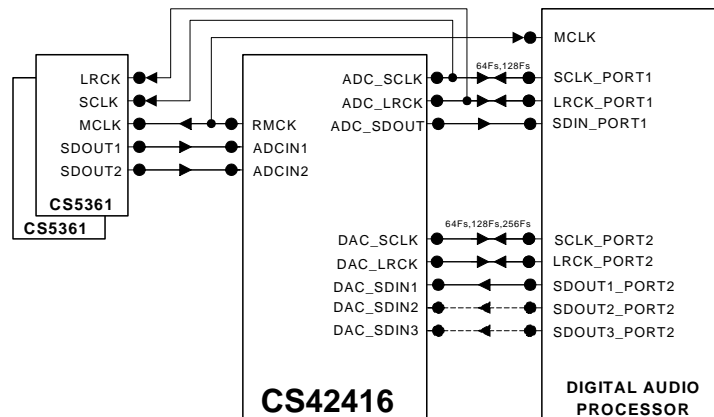 LRCK
SCLK
MCLK
SDOUT1
SDOUT2
CS5361
CS5361
RMCK
ADCIN1
ADCIN2
ADC_SCLK
ADC_LRCK
ADC_SDOUT
DAC_SCLK
DAC_LRCK
DAC_SDIN1
DAC_SDIN2
DAC_SDIN3
CS42416
64Fs,128Fs
64Fs,128Fs,256Fs
MCLK
SCLK_PORT1
LRCK_PORT1
SDIN_PORT1
SCLK_PORT2
LRCK_PORT2
SDOUT1_PORT2
SDOUT2_PORT2
SDOUT3_PORT2
DIGITAL AUDIO
PROCESSOR